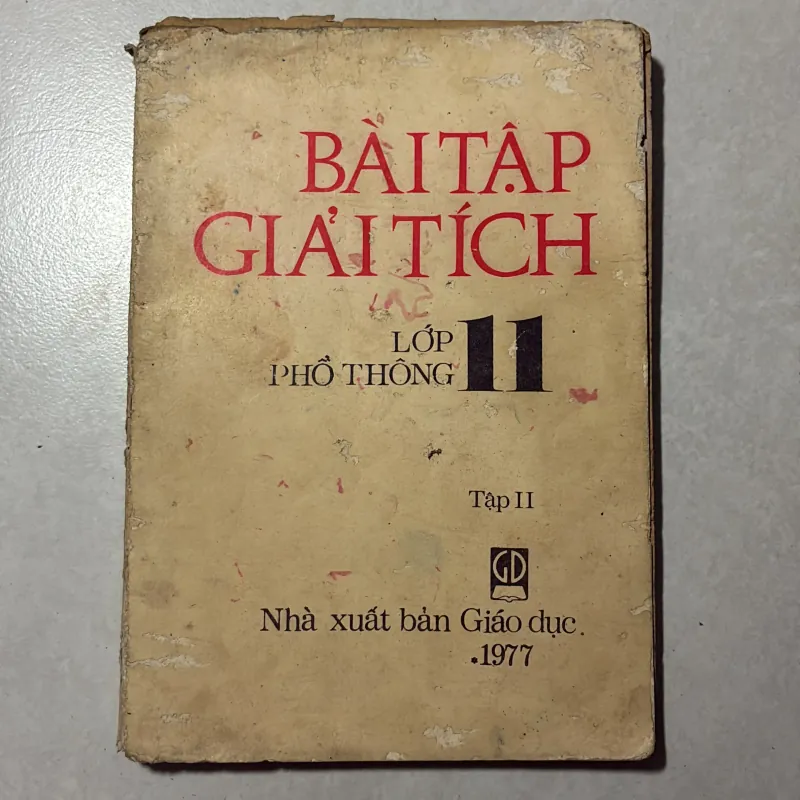 BÀI TẬP
GIẢI TÍCH
LỚP
PHỔ THÔNG 11
Tập II
GD
Nhà xuất bản Giáo dục
1977